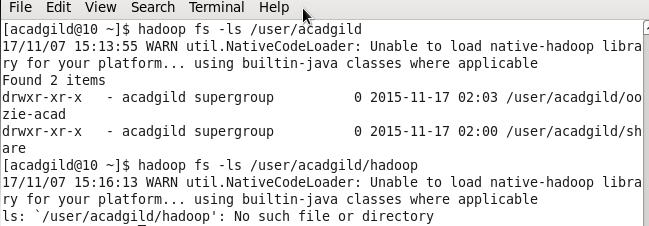 File Edit View Search Terminal Help
[acadgild@10 ~]$ hadoop fs -ls /user/acadgild
17/11/07 15:13:55 WARN util.NativeCodeLoader: Unable to load native-hadoop libra
ry for your platform... using builtin-java classes where applicable
Found 2 items
drwxr-xr-x   - acadgild supergroup          0 2015-11-17 02:03 /user/acadgild/oo
zie-acad
drwxr-xr-x   - acadgild supergroup          0 2015-11-17 02:00 /user/acadgild/sh
are
[acadgild@10 ~]$ hadoop fs -ls /user/acadgild/hadoop
17/11/07 15:16:13 WARN util.NativeCodeLoader: Unable to load native-hadoop libra
ry for your platform... using builtin-java classes where applicable
ls: `/user/acadgild/hadoop': No such file or directory